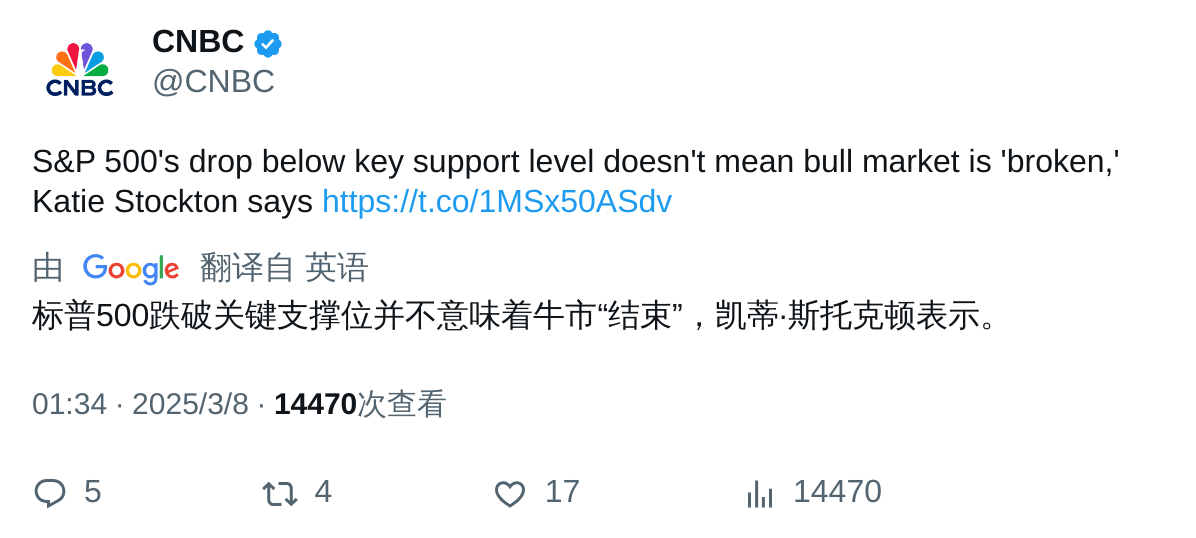 CNBC
CNBC
@CNBC
S&P 500's drop below key support level doesn't mean bull market is 'broken,'
Katie Stockton says https://t.co/1MSx50ASdv
由 Google 翻译自 英语
标普500跌破关键支撑位并不意味着牛市“结束”，凯蒂·斯托克顿表示。
01:34 · 2025/3/8 · 14470次查看
5 4 17 14470